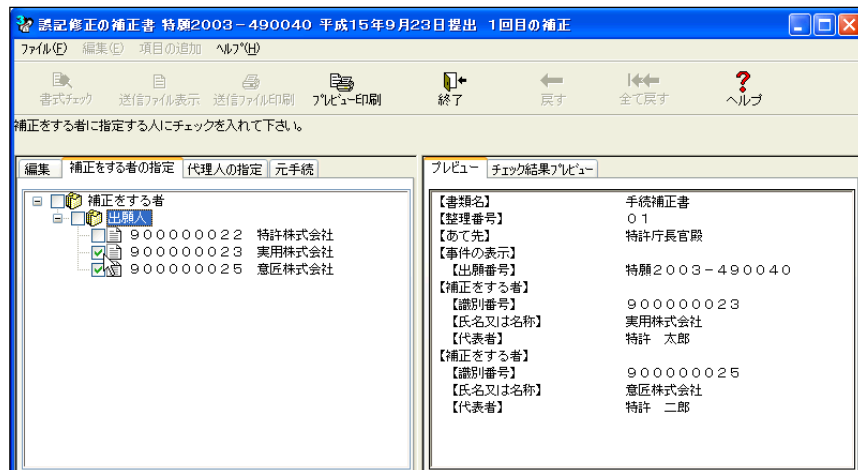 誤記修正の補正書 特願2003－490040 平成15年9月23日提出 1回目の補正
ファイル(F) 編集(E) 項目の追加 ヘルプ(H)
書式チェック 送信ファイル表示 送信ファイル印刷 プレビュー印刷 終了 戻す 全て戻す ヘルプ
補正をする者に指定する人にチェックを入れて下さい。
編集 補正をする者の指定 代理人の指定 元手続
補正をする者
出願人
９０００００022 特許株式会社
９０００００023 実用株式会社
９０００００025 意匠株式会社
プレビュー チェック結果プレビュー
【書類名】 手続補正書
【整理番号】 ０１
【あて先】 特許庁長官殿
【事件の表示】
【出願番号】 特願２００３－４９００４０
【補正をする者】
【識別番号】 ９０００００023
【氏名又は名称】 実用株式会社
【代表者】 特許 太郎
【補正をする者】
【識別番号】 ９０００００025
【氏名又は名称】 意匠株式会社
【代表者】 特許 二郎